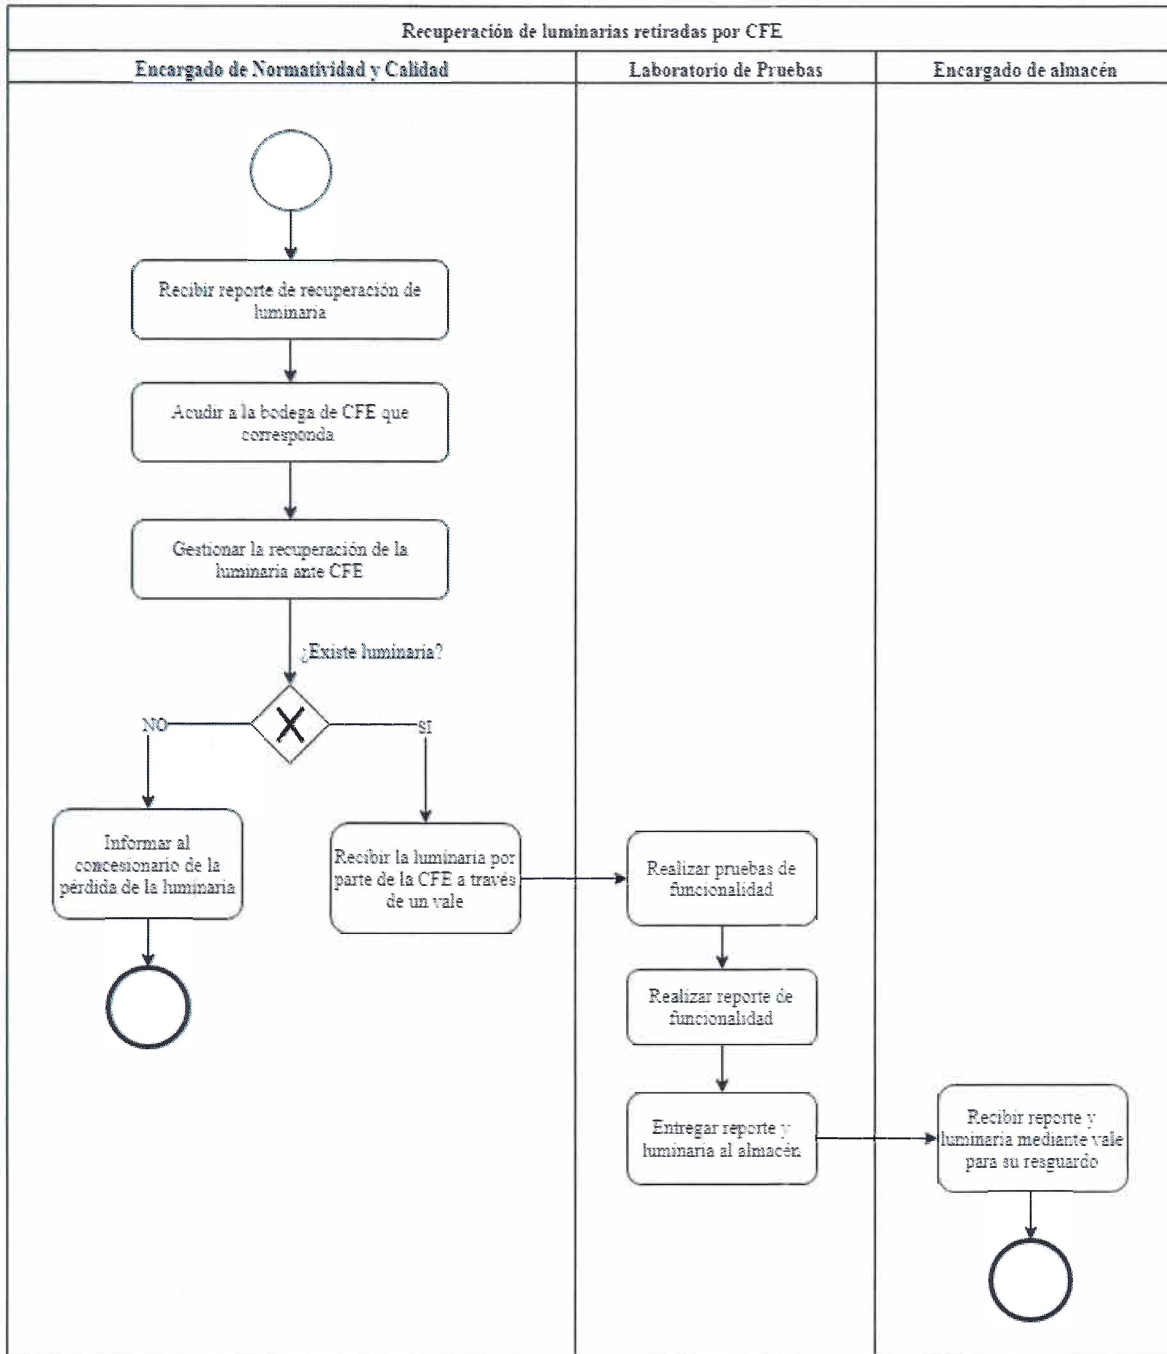 Recuperación de luminarias retiradas por CFE
Encargado de Normatividad y Calidad
Laboratorio de Pruebas
Encargado de almacén
Recibir reporte de recuperación de
luminaria
Acudir a la bodega de CFE que
corresponda
Gestionar la recuperación de la
luminaria ante CFE
¿Existe luminaria?
NO
SI
Informar al
concesionario de la
pérdida de la luminaria
Recibir la luminaria por
parte de la CFE a través
de un vale
Realizar pruebas de
funcionalidad
Realizar reporte de
funcionalidad
Entregar reporte y
luminaria al almacén
Recibir reporte y
luminaria mediante vale
para su resguardo